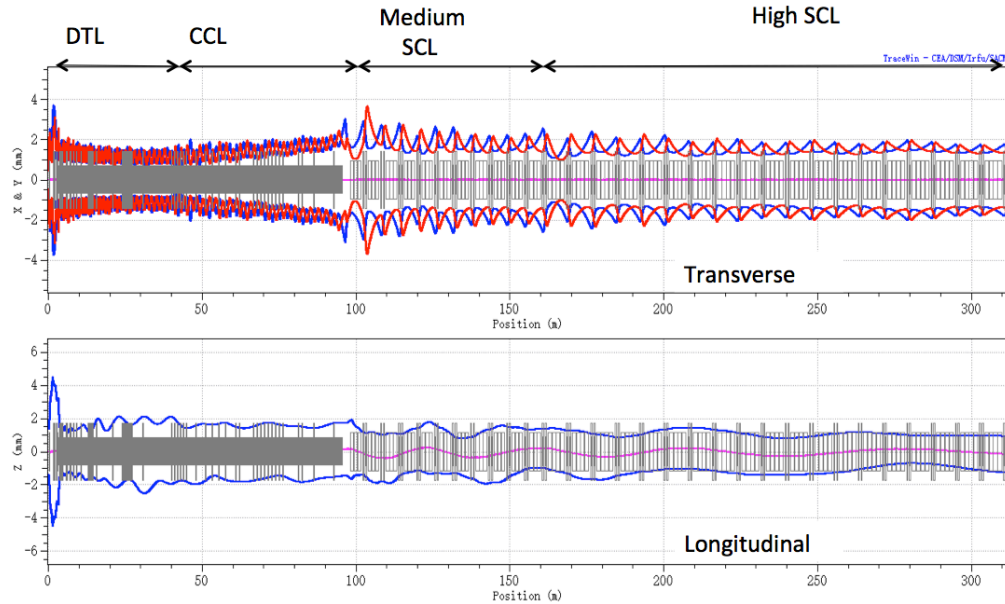 DTL
CCL
Medium
SCL
High SCL
TraceWin - CEA/DSM/Irfu/SACM
X & Y (mm)
4
2
0
-2
-4
Transverse
0
50
100
150
200
250
300
Position (m)
Z (mm)
6
4
2
0
-2
-4
-6
Longitudinal
0
50
100
150
200
250
300
Position (m)